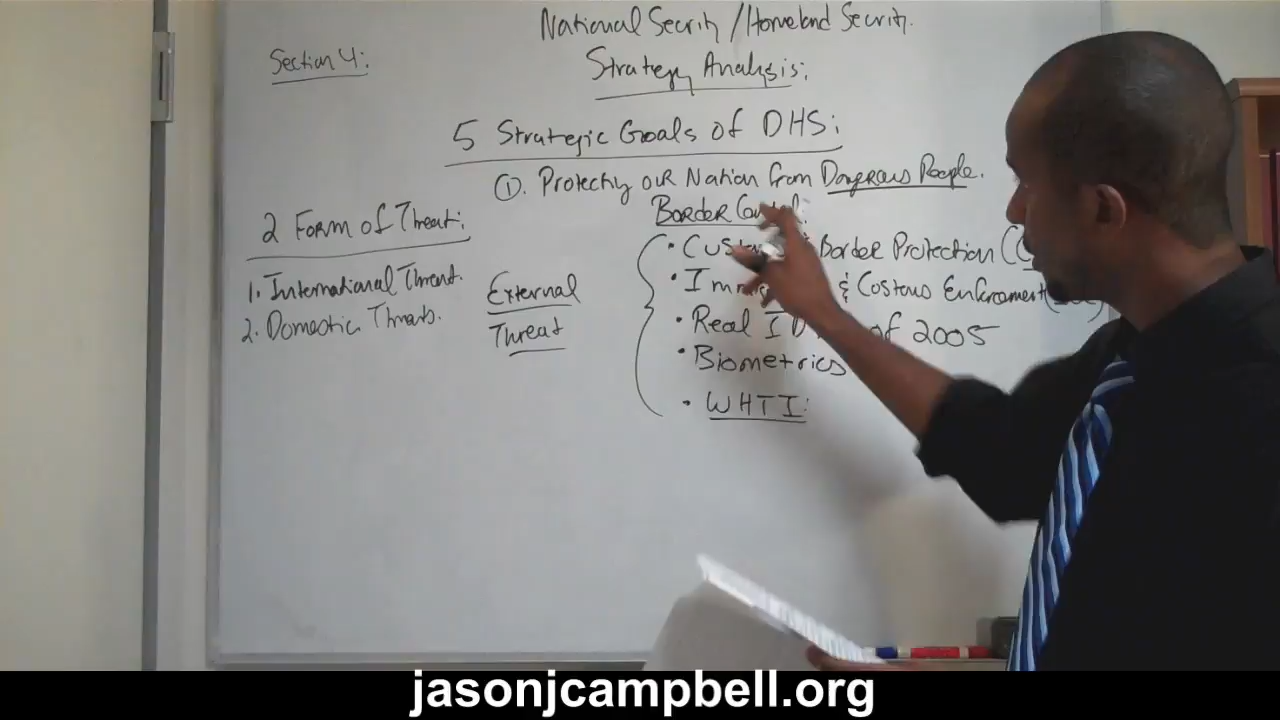 National Security / Homeland Security.
Section 4:
Strategy Analysis:
5 Strategic Goals of DHS:
①. Protecting our Nation from Dangerous People.
Border
2 Form of Threat:
1. International Threat.
2. Domestic Threats.
External
Threat
• Border Protection
• & Costoms Enforcement
• Real ID of 2005
• Biometrics
• WHTI:
jasonjcampbell.org